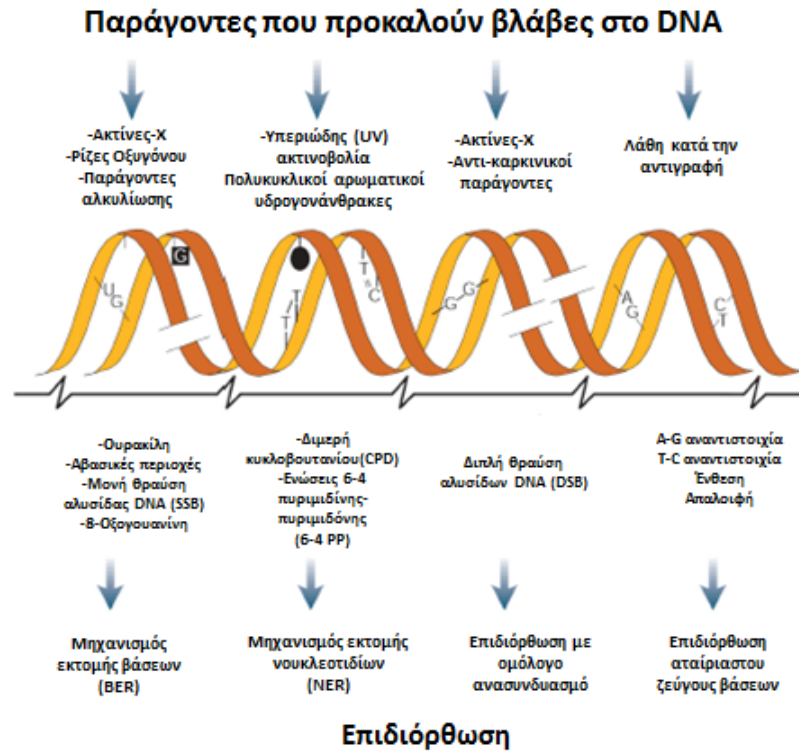 Παράγοντες που προκαλούν βλάβες στο DNA
-Ακτίνες-Χ
-Ρίζες Οξυγόνου
-Παράγοντες
αλκυλίωσης
-Υπεριώδης (UV)
ακτινοβολία
Πολυκυκλικοί αρωματικοί
υδρογονάνθρακες
-Ακτίνες-Χ
-Αντι-καρκινικοί
παράγοντες
Λάθη κατά την
αντιγραφή
U G
G
T T
T C
G G
A G
C T
-Ουρακίλη
-Αβασικές περιοχές
-Μονή θραύση
αλυσίδας DNA (SSB)
-8-Οξογουανίνη
-Διμερή
κυκλοβουτανίου(CPD)
-Ενώσεις 6-4
πυριμιδίνης-
πυριμιδόνης
(6-4 PP)
Διπλή θραύση
αλυσίδων DNA (DSB)
A-G αναντιστοιχία
T-C αναντιστοιχία
Ένθεση
Απαλοιφή
Μηχανισμός
εκτομής βάσεων
(BER)
Μηχανισμός εκτομής
νουκλεοτιδίων
(NER)
Επιδιόρθωση με
ομόλογο
ανασυνδυασμό
Επιδιόρθωση
αταίριαστου
ζεύγους βάσεων
Επιδιόρθωση